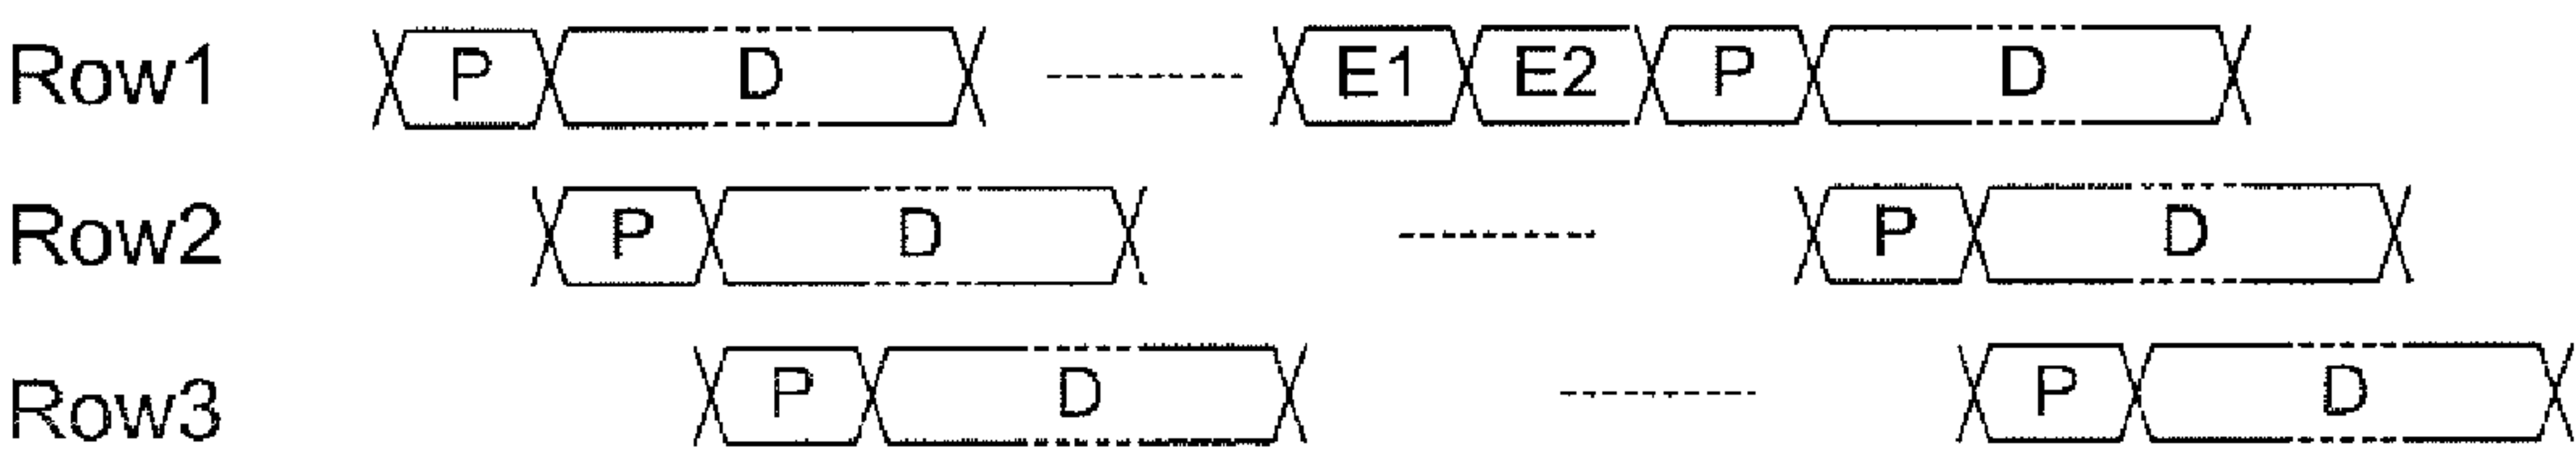 Row1 P D E1 E2 P D
Row2 P D P D
Row3 P D P D